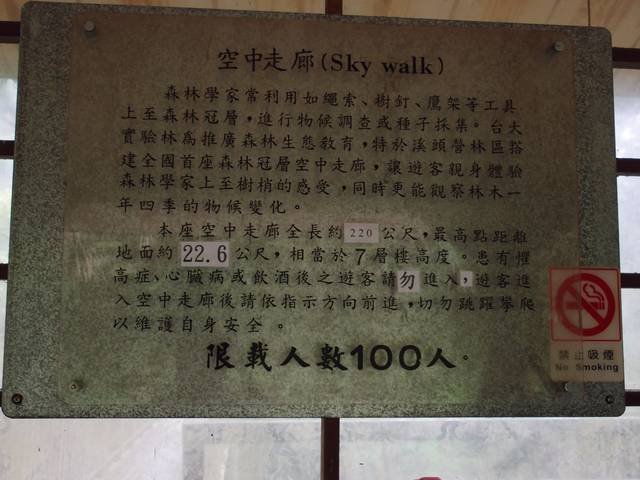 空中走廊(Sky walk)
森林學家常利用如繩索、樹釘、鷹架等工具
上至森林冠層,進行物候調查或種子採集。台大
實驗林為推廣森林生態教育,特於溪頭營林區搭
建全國首座森林冠層空中走廊,讓遊客親身體驗
森林學家上至樹梢的感受,同時更能觀察林木一
年四季的物候變化。
本座空中走廊全長約220公尺,最高點距離
地面約22.6公尺,相當於7層樓高度。患有懼
高症、心臟病或飲酒後之遊客請勿進入,遊客進
入空中走廊後請依指示方向前進,切勿跳躍攀爬
以維護自身安全。
限載人數100人。
禁止吸煙
No Smoking